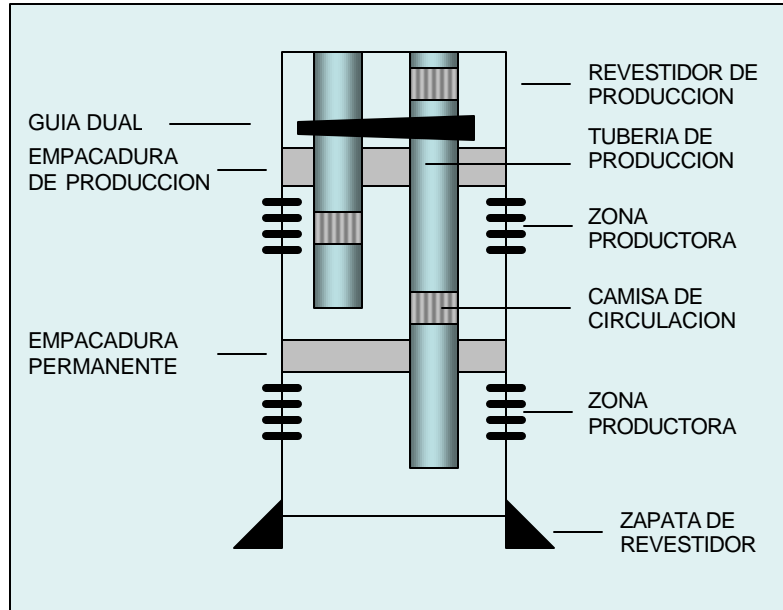 GUIA DUAL
EMPACADURA
DE PRODUCCION
EMPACADURA
PERMANENTE
REVESTIDOR DE
PRODUCCION
TUBERIA DE
PRODUCCION
ZONA
PRODUCTORA
CAMISA DE
CIRCULACION
ZONA
PRODUCTORA
ZAPATA DE
REVESTIDOR